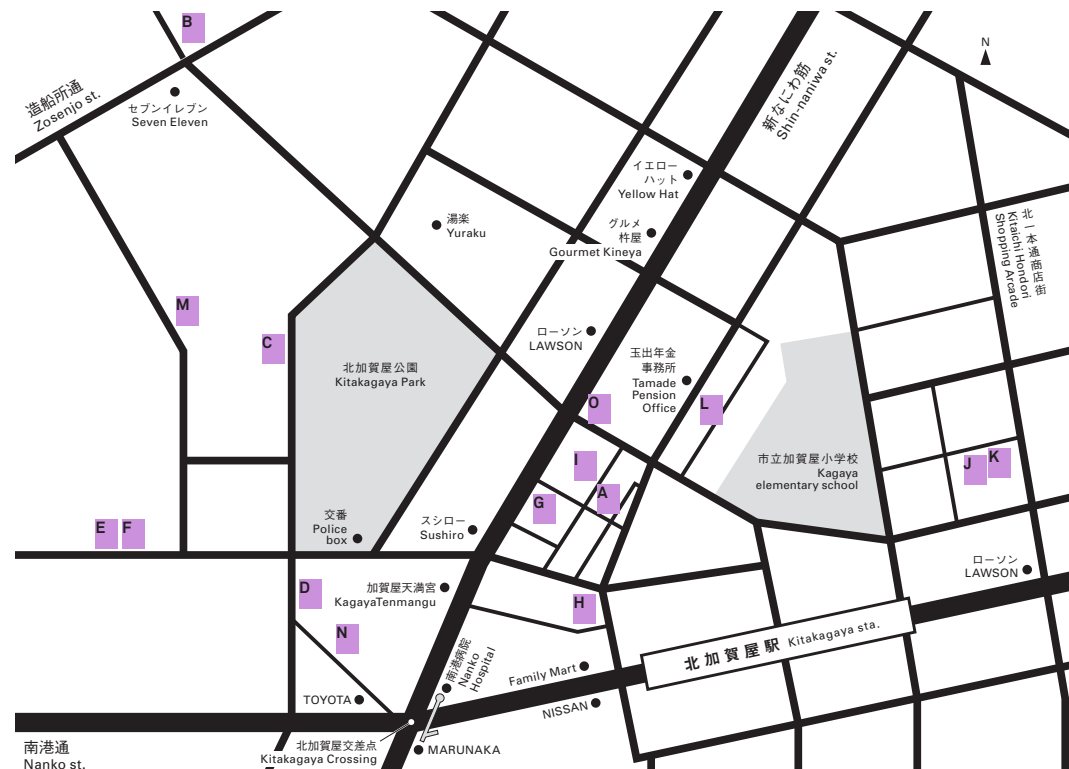 B
N
造船所通
Zosenjo st.
セブンイレブン
Seven Eleven
新なにわ筋
Shin-naniwa st.
イエロー
ハット
Yellow Hat
湯楽
Yuraku
グルメ
杵屋
Gourmet Kineya
北一本通商店街
Kitaichi Hondori
Shopping Arcade
M
C
ローソン
LAWSON
北加賀屋公園
Kitakagaya Park
玉出年金
事務所
Tamade
Pension
Office
O
L
I
A
G
市立加賀屋小学校
Kagaya
elementary school
J
K
E
F
交番
Police
box
スシロー
Sushiro
ローソン
LAWSON
D
加賀屋天満宮
KagayaTenmangu
H
N
北加賀屋駅 Kitakagaya sta.
南港病院
Nanko
Hospital
Family Mart
TOYOTA
NISSAN
南港通
Nanko st.
北加賀屋交差点
Kitakagaya Crossing
MARUNAKA